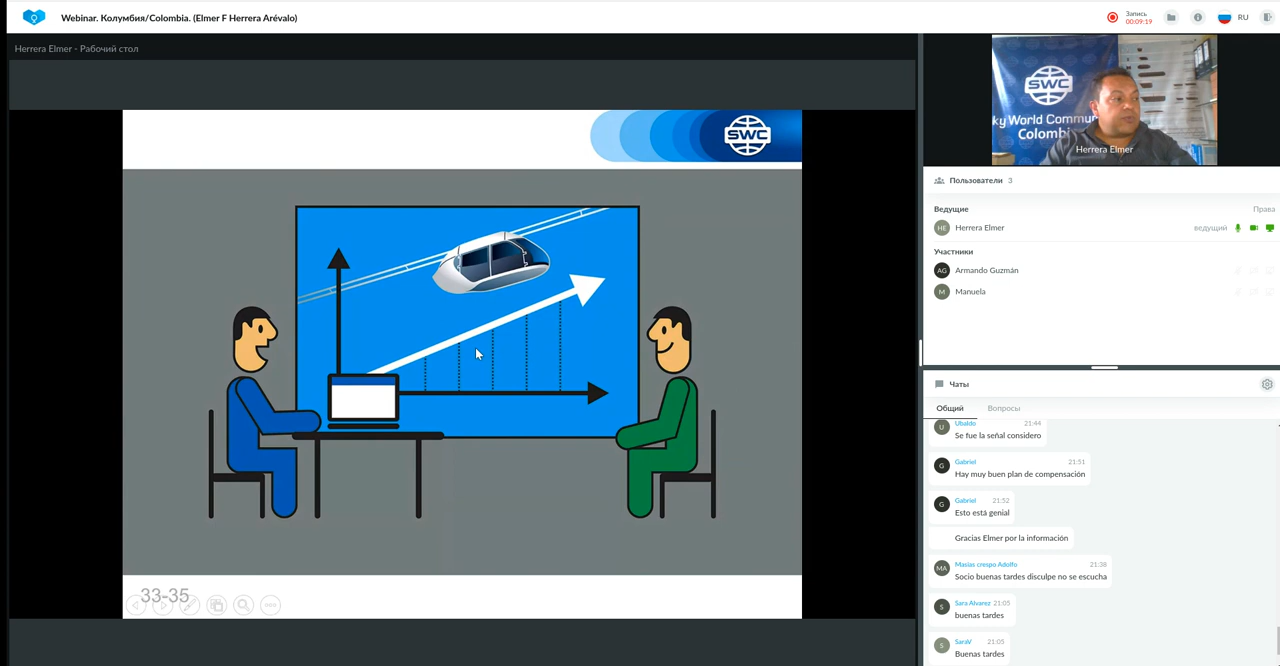 Webinar. Колумбия/Colombia. (Elmer F Herrera Arévalo)
Запись
00:09:19
RU
Herrera Elmer - Рабочий стол
SWC
33-35
SWC
ky World Commu
Colombi
Herrera Elmer
Пользователи 3
Ведущие
Права
HE
Herrera Elmer
ведущий
Участники
AG
Armando Guzmán
M
Manuela
Чаты
Общий
Вопросы
U
Ubaldo
21:44
Se fue la señal considero
G
Gabriel
21:51
Hay muy buen plan de compensación
G
Gabriel
21:52
Esto está genial
Gracias Elmer por la información
MA
Masias crespo Adolfo
21:38
Socio buenas tardes disculpe no se escucha
S
Sara Alvarez 21:05
buenas tardes
S
SaraV
21:05
Buenas tardes